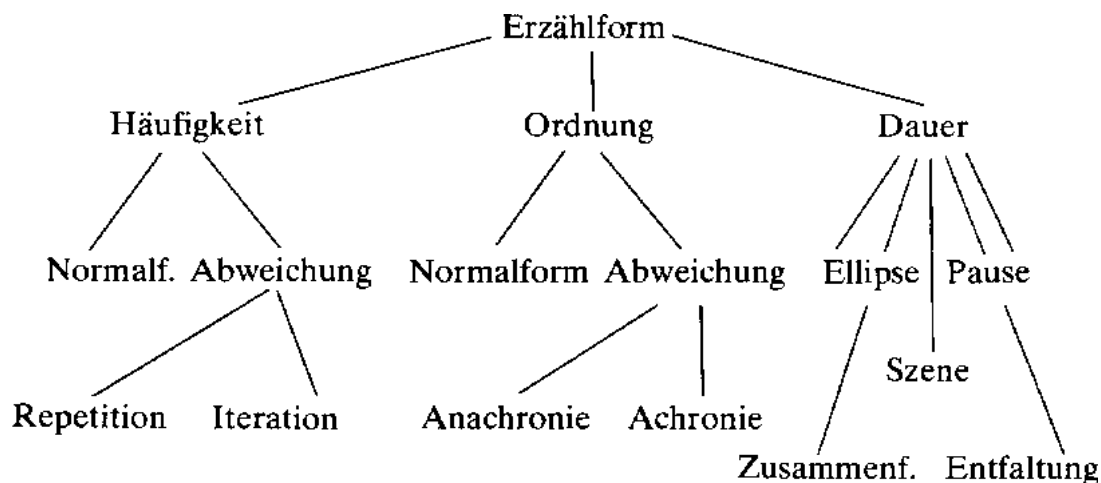 Erzählform
Häufigkeit Ordnung Dauer
Normalf. Abweichung Normalform Abweichung Ellipse Pause
Szene
Repetition Iteration Anachronie Achronie
Zusammenf. Entfaltung